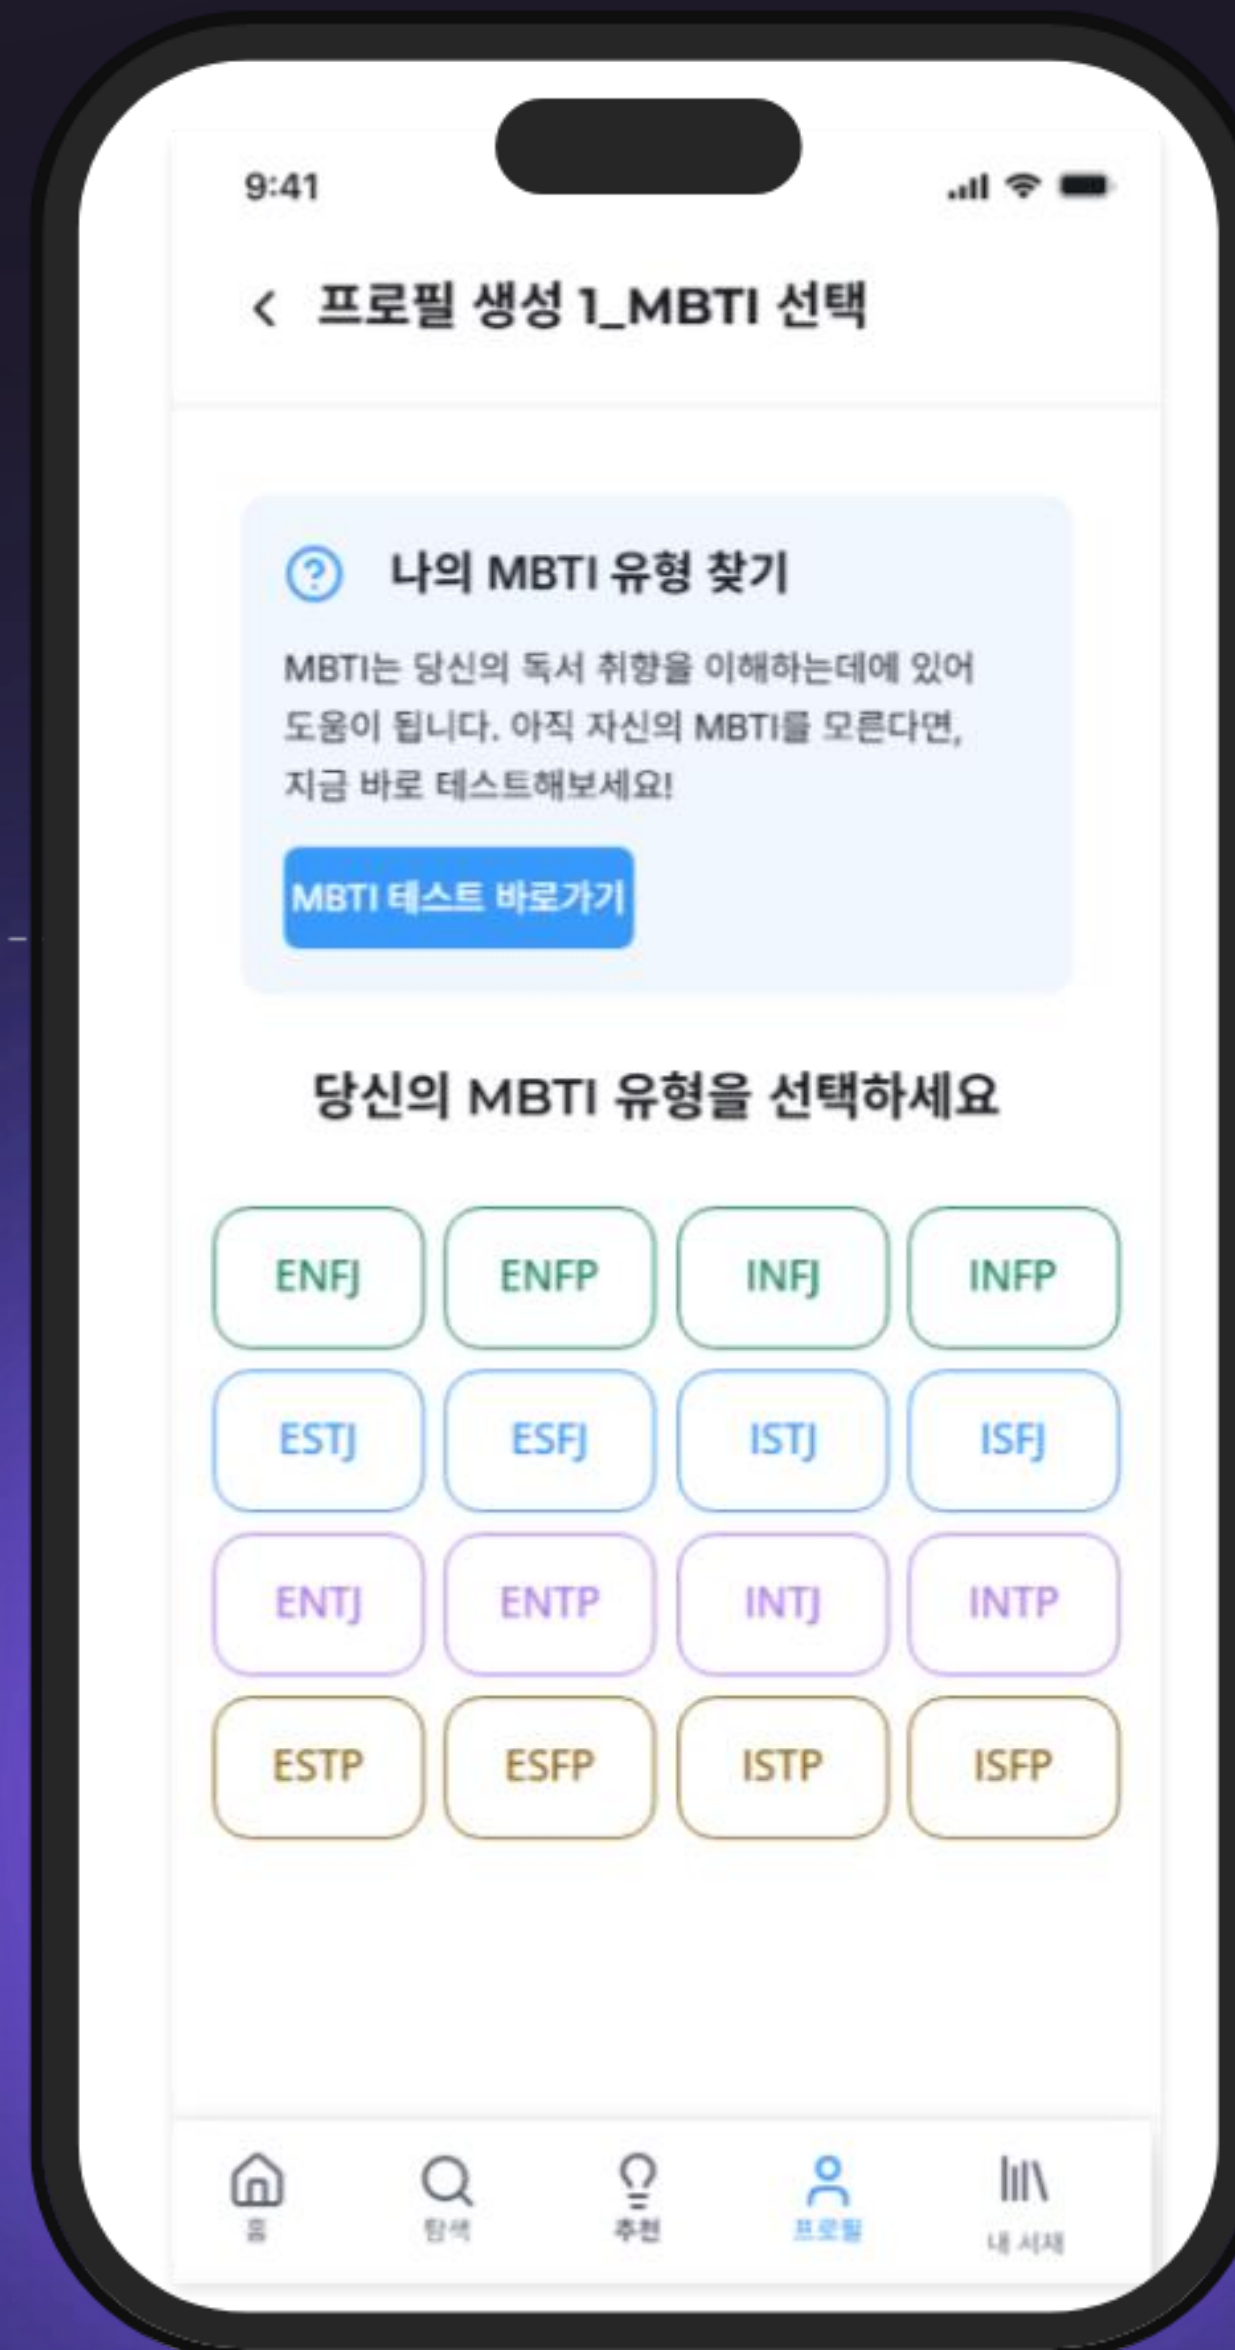 9:41
프로필 생성 1_MBTI 선택
나의 MBTI 유형 찾기
MBTI는 당신의 독서 취향을 이해하는데에 있어
도움이 됩니다. 아직 자신의 MBTI를 모른다면,
지금 바로 테스트해보세요!
MBTI 테스트 바로가기
당신의 MBTI 유형을 선택하세요
ENFJ ENFP INFJ INFP
ESTJ ESFJ ISTJ ISFJ
ENTJ ENTP INTJ INTP
ESTP ESFP ISTP ISFP
홈 탐색 추천 프로필 내 서재